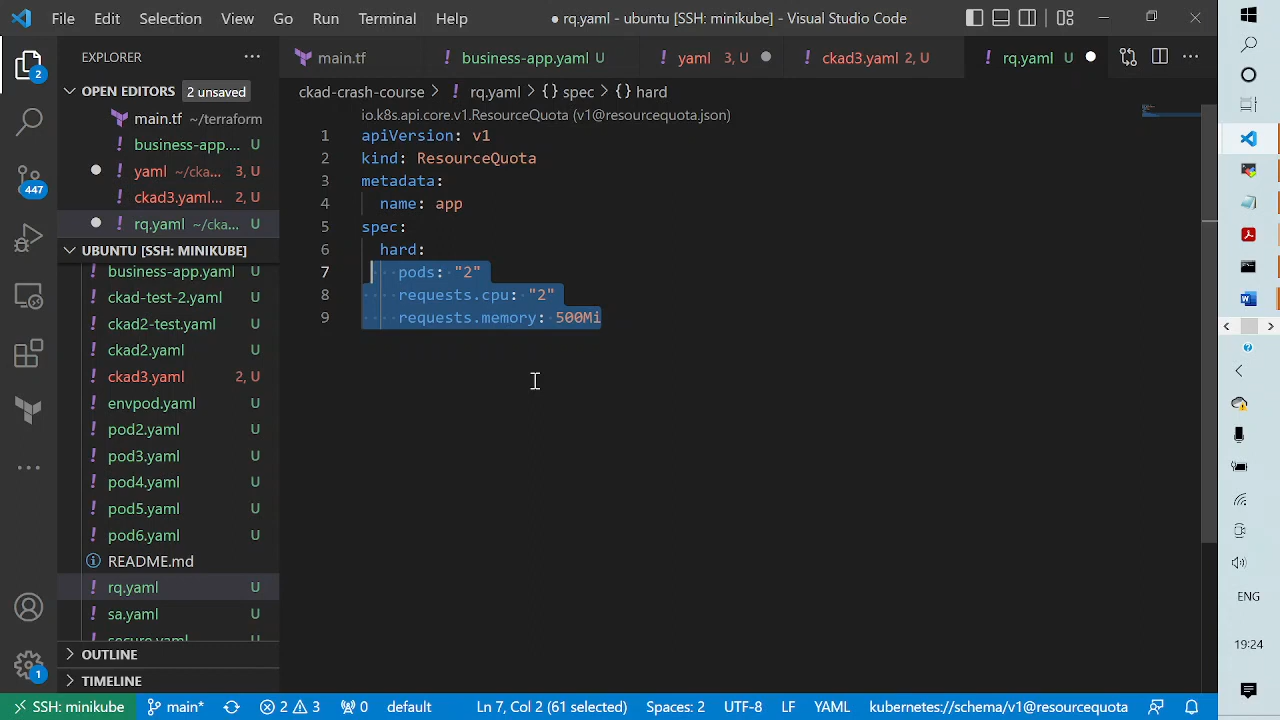 File Edit Selection View Go Run Terminal Help
● rq.yaml - ubuntu [SSH: minikube] - Visual Studio Code
EXPLORER
main.tf
! business-app.yaml U
! yaml 3, U
! ckad3.yaml 2, U
! rq.yaml U
OPEN EDITORS 2 unsaved
main.tf ~/terraform
! business-app.... U
! yaml ~/cka... 3, U
! ckad3.yaml... 2, U
! rq.yaml ~/cka... U
UBUNTU [SSH: MINIKUBE]
! business-app.yaml U
! ckad-test-2.yaml U
! ckad2-test.yaml U
! ckad2.yaml U
! ckad3.yaml 2, U
! envpod.yaml U
! pod2.yaml U
! pod3.yaml U
! pod4.yaml U
! pod5.yaml U
! pod6.yaml U
README.md
! rq.yaml U
! sa.yaml U
! secure.yaml U
OUTLINE
TIMELINE
2
447
1
ckad-crash-course > ! rq.yaml > {} spec > {} hard
io.k8s.api.core.v1.ResourceQuota (v1@resourcequota.json)
1 apiVersion: v1
2 kind: ResourceQuota
3 metadata:
4 name: app
5 spec:
6 hard:
7 pods: "2"
8 requests.cpu: "2"
9 requests.memory: 500Mi
SSH: minikube main* 2 3 0 default Ln 7, Col 2 (61 selected) Spaces: 2 UTF-8 LF YAML kubernetes://schema/v1@resourcequota
ENG
19:24